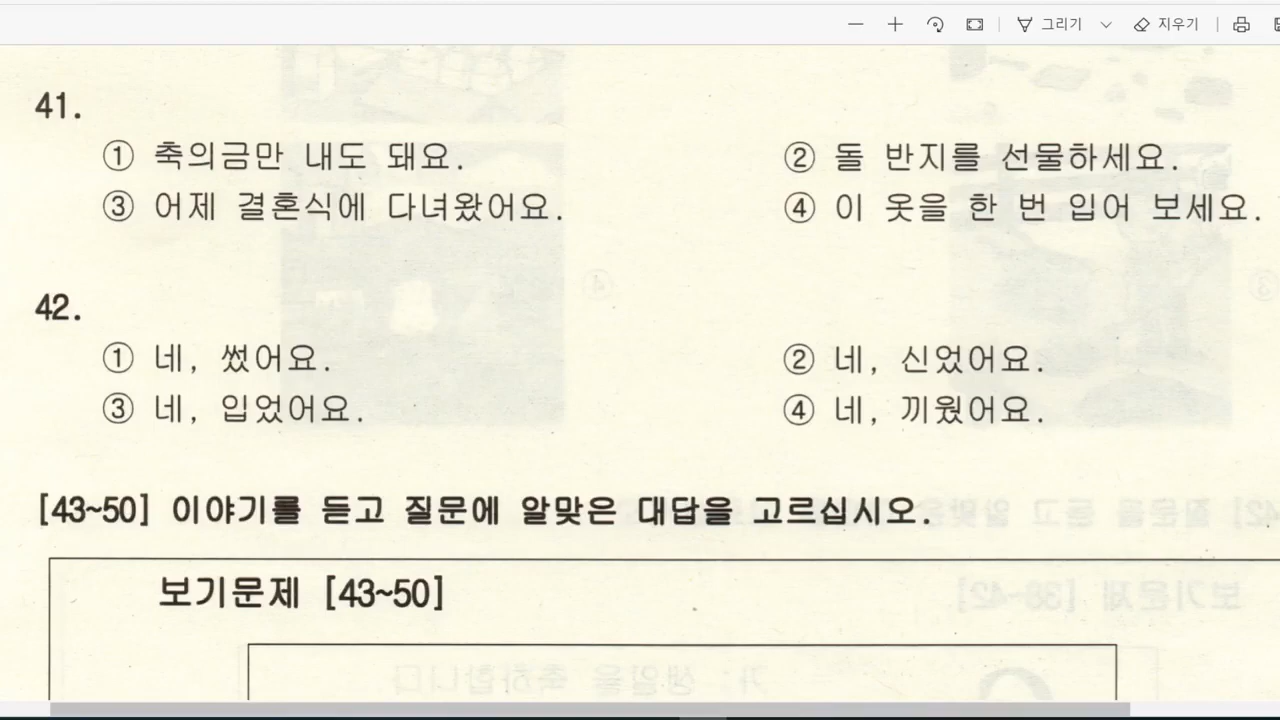 그리기 지우기
41.
① 축의금만 내도 돼요. ② 돌 반지를 선물하세요.
③ 어제 결혼식에 다녀왔어요. ④ 이 옷을 한 번 입어 보세요.
42.
① 네, 썼어요. ② 네, 신었어요.
③ 네, 입었어요. ④ 네, 끼웠어요.
[43~50] 이야기를 듣고 질문에 알맞은 대답을 고르십시오.
보기문제 [43~50]